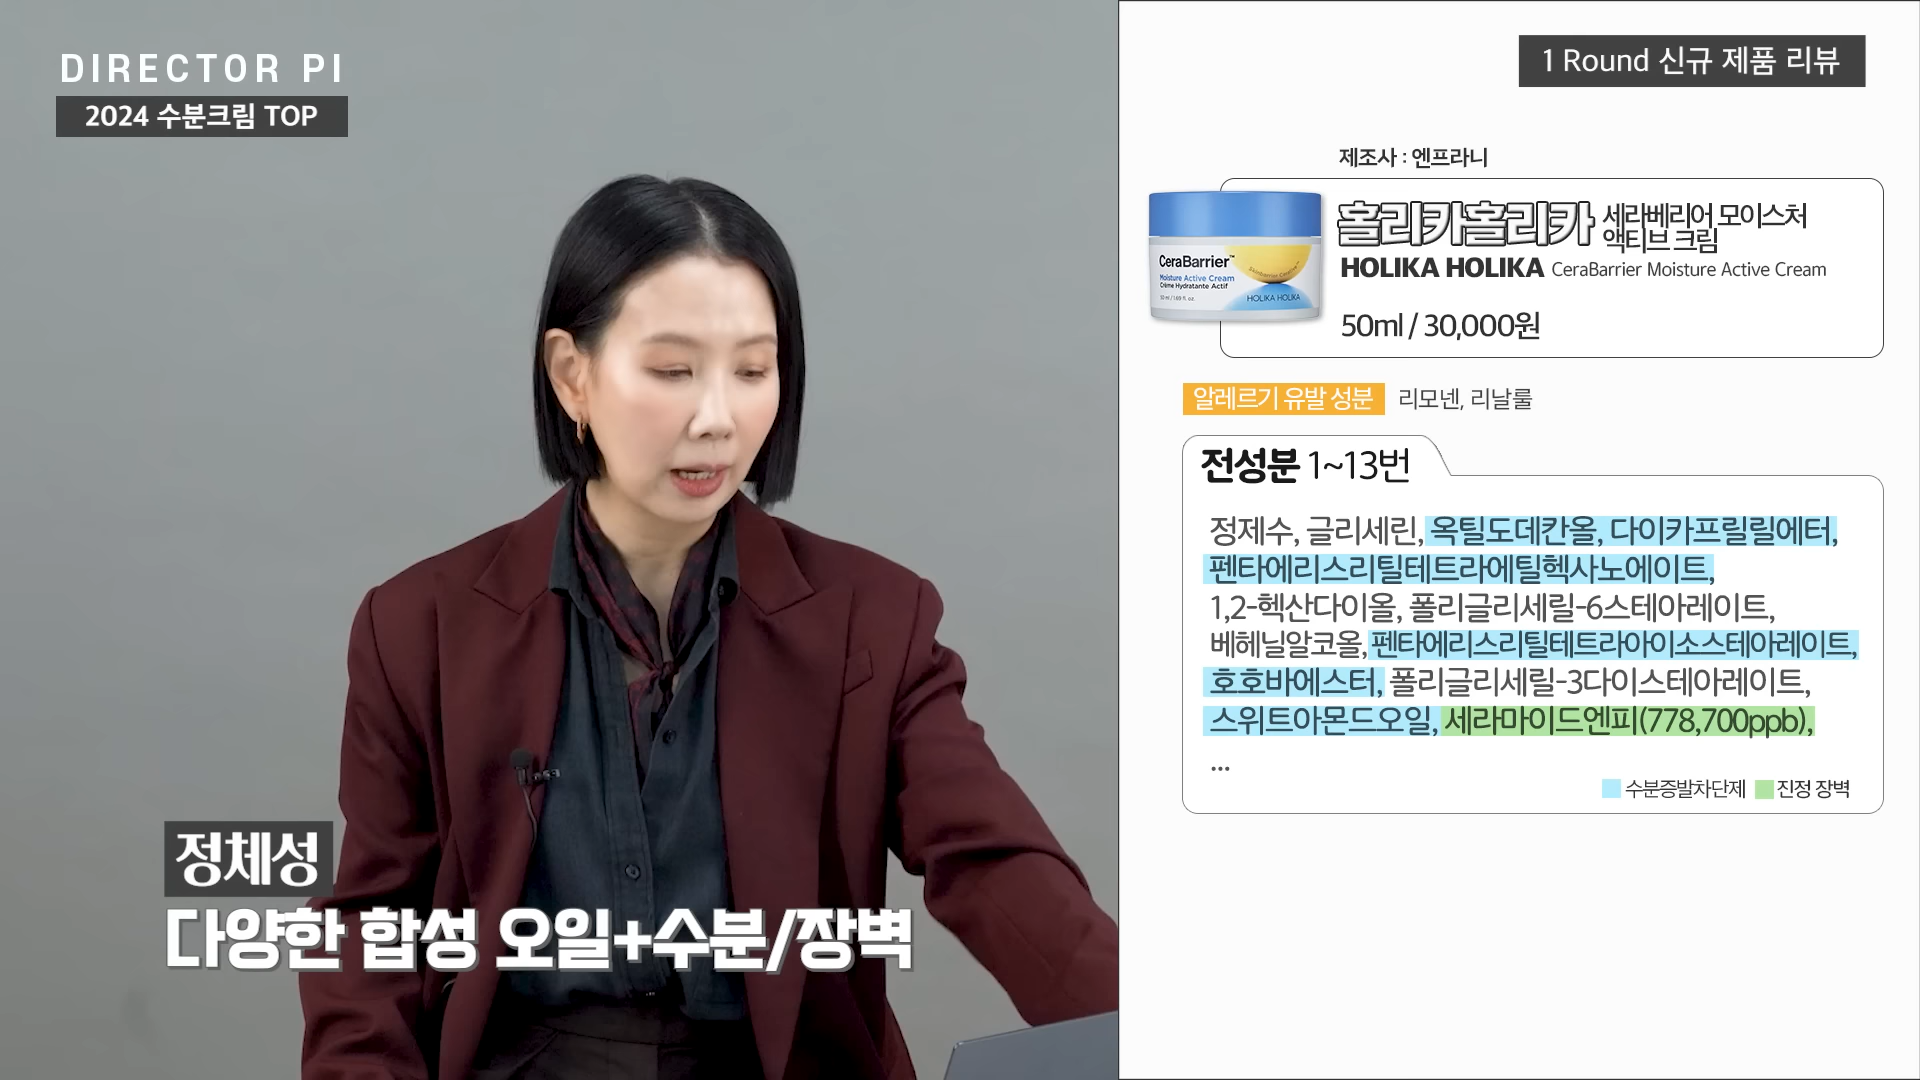 DIRECTOR PI
2024 수분크림 TOP
정체성
다양한 합성 오일+수분/장벽
1 Round 신규 제품 리뷰
제조사 : 엔프라니
홀리카홀리카 세라베리어 모이스처
액티브 크림
HOLIKA HOLIKA CeraBarrier Moisture Active Cream
50ml / 30,000원
CeraBarrier™
Moisture Active Cream
Crème Hydratante Actif
50 ml / 1.69 fl. oz.
HOLIKA HOLIKA
알레르기 유발 성분 리모넨, 리날룰
전성분 1~13번
정제수, 글리세린, 옥틸도데칸올, 다이카프릴릴에터,
펜타에리스리틸테트라에틸헥사노에이트,
1,2-헥산다이올, 폴리글리세릴-6스테아레이트,
베헤닐알코올, 펜타에리스리틸테트라아이소스테아레이트,
호호바에스터, 폴리글리세릴-3다이스테아레이트,
스위트아몬드오일, 세라마이드엔피(778,700ppb),
...
수분증발차단제 진정 장벽